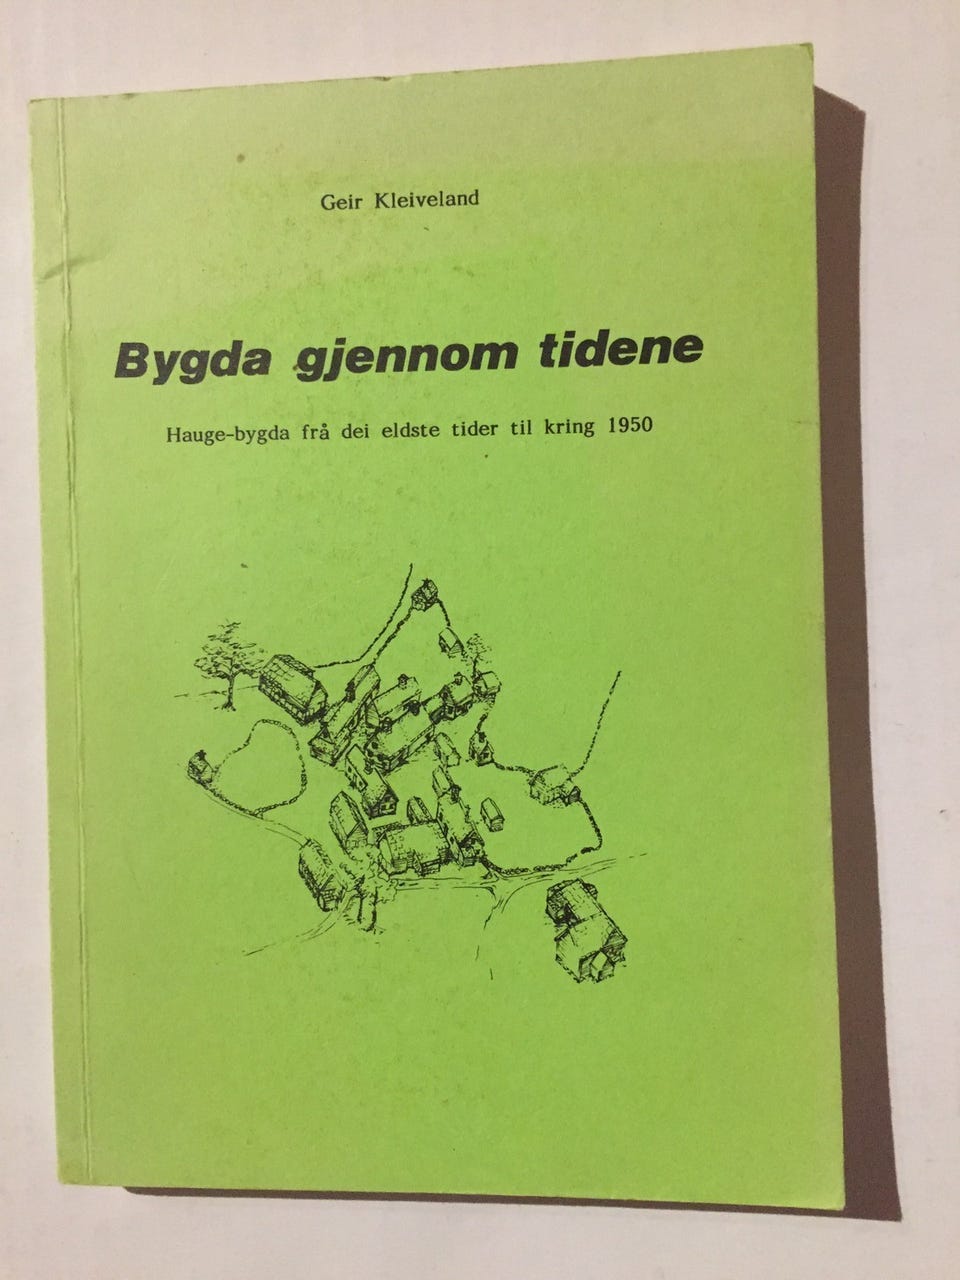 Geir Kleiveland
Bygda gjennom tidene
Hauge-bygda frå dei eldste tider til kring 1950